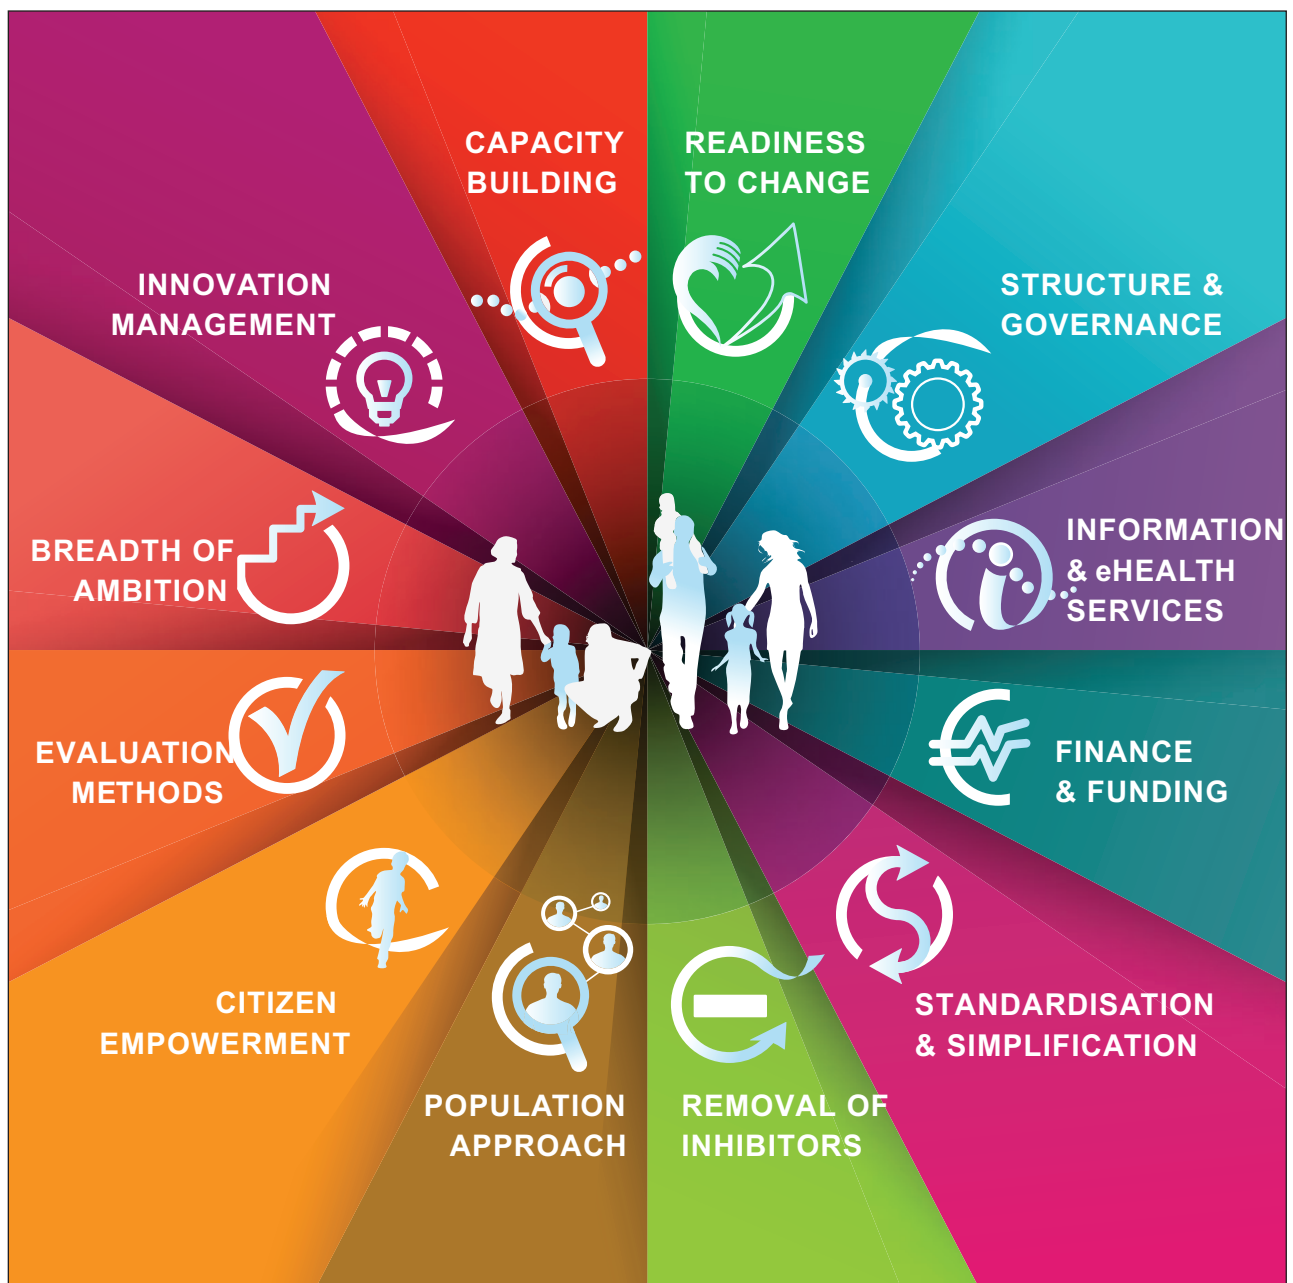 CAPACITY
BUILDING
READINESS
TO CHANGE
STRUCTURE &
GOVERNANCE
INFORMATION
& eHEALTH
SERVICES
FINANCE
& FUNDING
STANDARDISATION
& SIMPLIFICATION
REMOVAL OF
INHIBITORS
POPULATION
APPROACH
CITIZEN
EMPOWERMENT
EVALUATION
METHODS
BREADTH OF
AMBITION
INNOVATION
MANAGEMENT